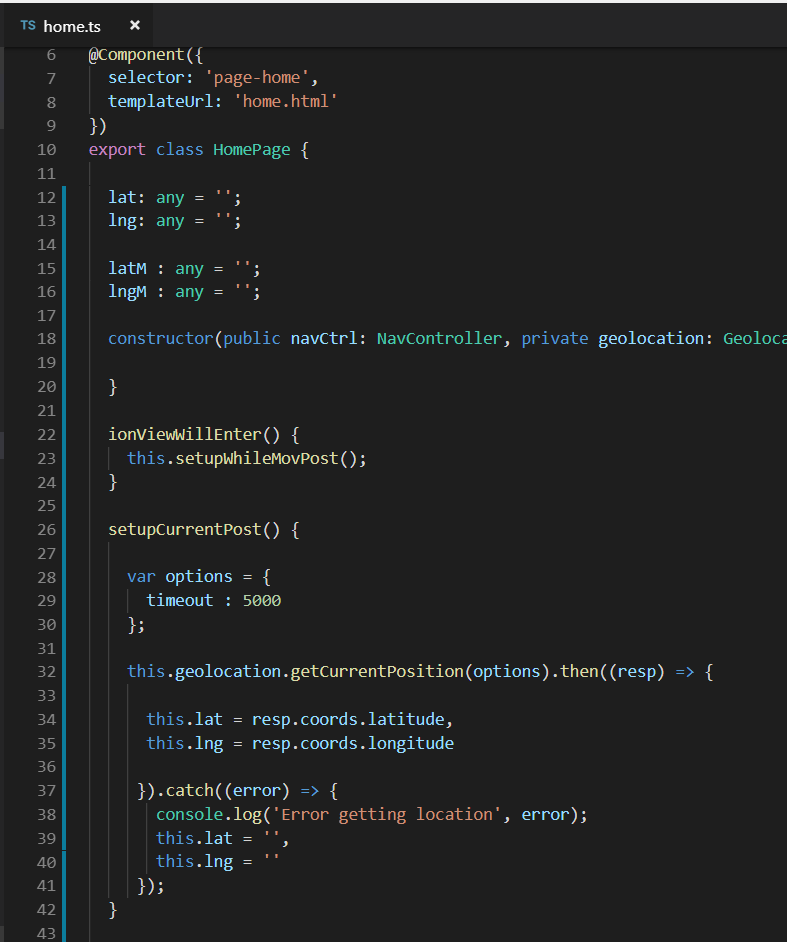 TS home.ts ×
6 @Component({
7 selector: 'page-home',
8 templateUrl: 'home.html'
9 })
10 export class HomePage {
11
12 lat: any = '';
13 lng: any = '';
14
15 latM : any = '';
16 lngM : any = '';
17
18 constructor(public navCtrl: NavController, private geolocation: Geoloca
19
20 }
21
22 ionViewWillEnter() {
23 this.setupWhileMovPost();
24 }
25
26 setupCurrentPost() {
27
28 var options = {
29 timeout : 5000
30 };
31
32 this.geolocation.getCurrentPosition(options).then((resp) => {
33
34 this.lat = resp.coords.latitude,
35 this.lng = resp.coords.longitude
36
37 }).catch((error) => {
38 console.log('Error getting location', error);
39 this.lat = '',
40 this.lng = ''
41 });
42 }
43